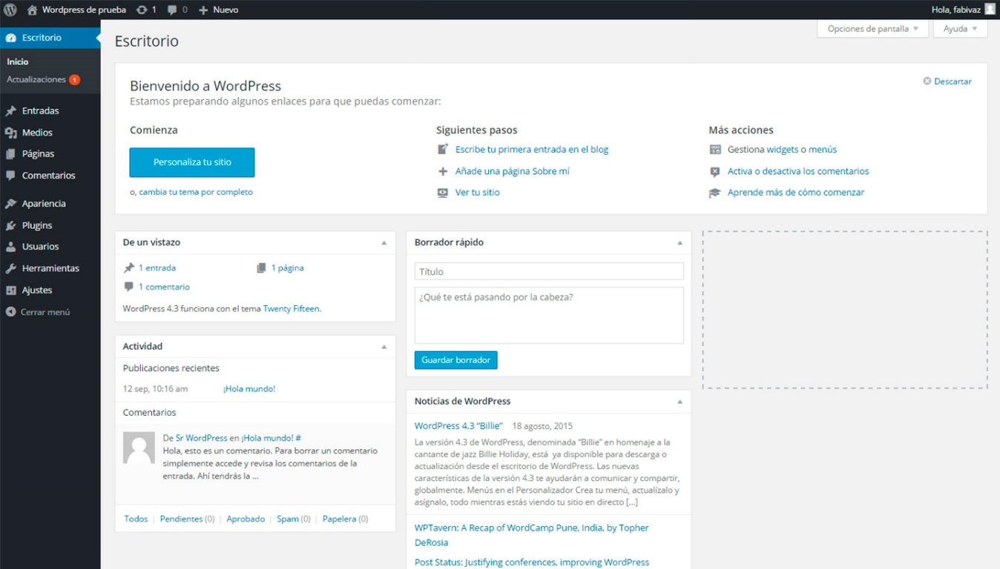 Wordpress de prueba 1 0 Nuevo Hola, fabivaz
Opciones de pantalla Ayuda
Escritorio
Inicio
Actualizaciones 1
Entradas
Medios
Páginas
Comentarios
Apariencia
Plugins
Usuarios
Herramientas
Ajustes
Cerrar menú
Escritorio
Bienvenido a WordPress
Descartar
Estamos preparando algunos enlaces para que puedas comenzar:
Comienza
Personaliza tu sitio
o, cambia tu tema por completo
Siguientes pasos
Escribe tu primera entrada en el blog
Añade una página Sobre mí
Ver tu sitio
Más acciones
Gestiona widgets o menús
Activa o desactiva los comentarios
Aprende más de cómo comenzar
De un vistazo
1 entrada 1 página
1 comentario
WordPress 4.3 funciona con el tema Twenty Fifteen.
Actividad
Publicaciones recientes
12 sep, 10:16 am ¡Hola mundo!
Comentarios
De Sr WordPress en ¡Hola mundo! #
Hola, esto es un comentario. Para borrar un comentario
simplemente accede y revisa los comentarios de la
entrada. Ahí tendrás la ...
Todos | Pendientes (0) | Aprobado | Spam (0) | Papelera (0)
Borrador rápido
Título
¿Qué te está pasando por la cabeza?
Guardar borrador
Noticias de WordPress
WordPress 4.3 “Billie” 18 agosto, 2015
La versión 4.3 de WordPress, denominada “Billie” en homenaje a la
cantante de jazz Billie Holiday, está ya disponible para descarga o
actualización desde el escritorio de WordPress. Las nuevas
características de la versión 4.3 te ayudarán a comunicar y compartir,
globalmente. Menús en el Personalizador Crea tu menú, actualízalo y
asígnalo, todo mientras estás viendo tu sitio en directo [...]
WPTavern: A Recap of WordCamp Pune, India, by Topher
DeRosia
Post Status: Justifying conferences, improving WordPress